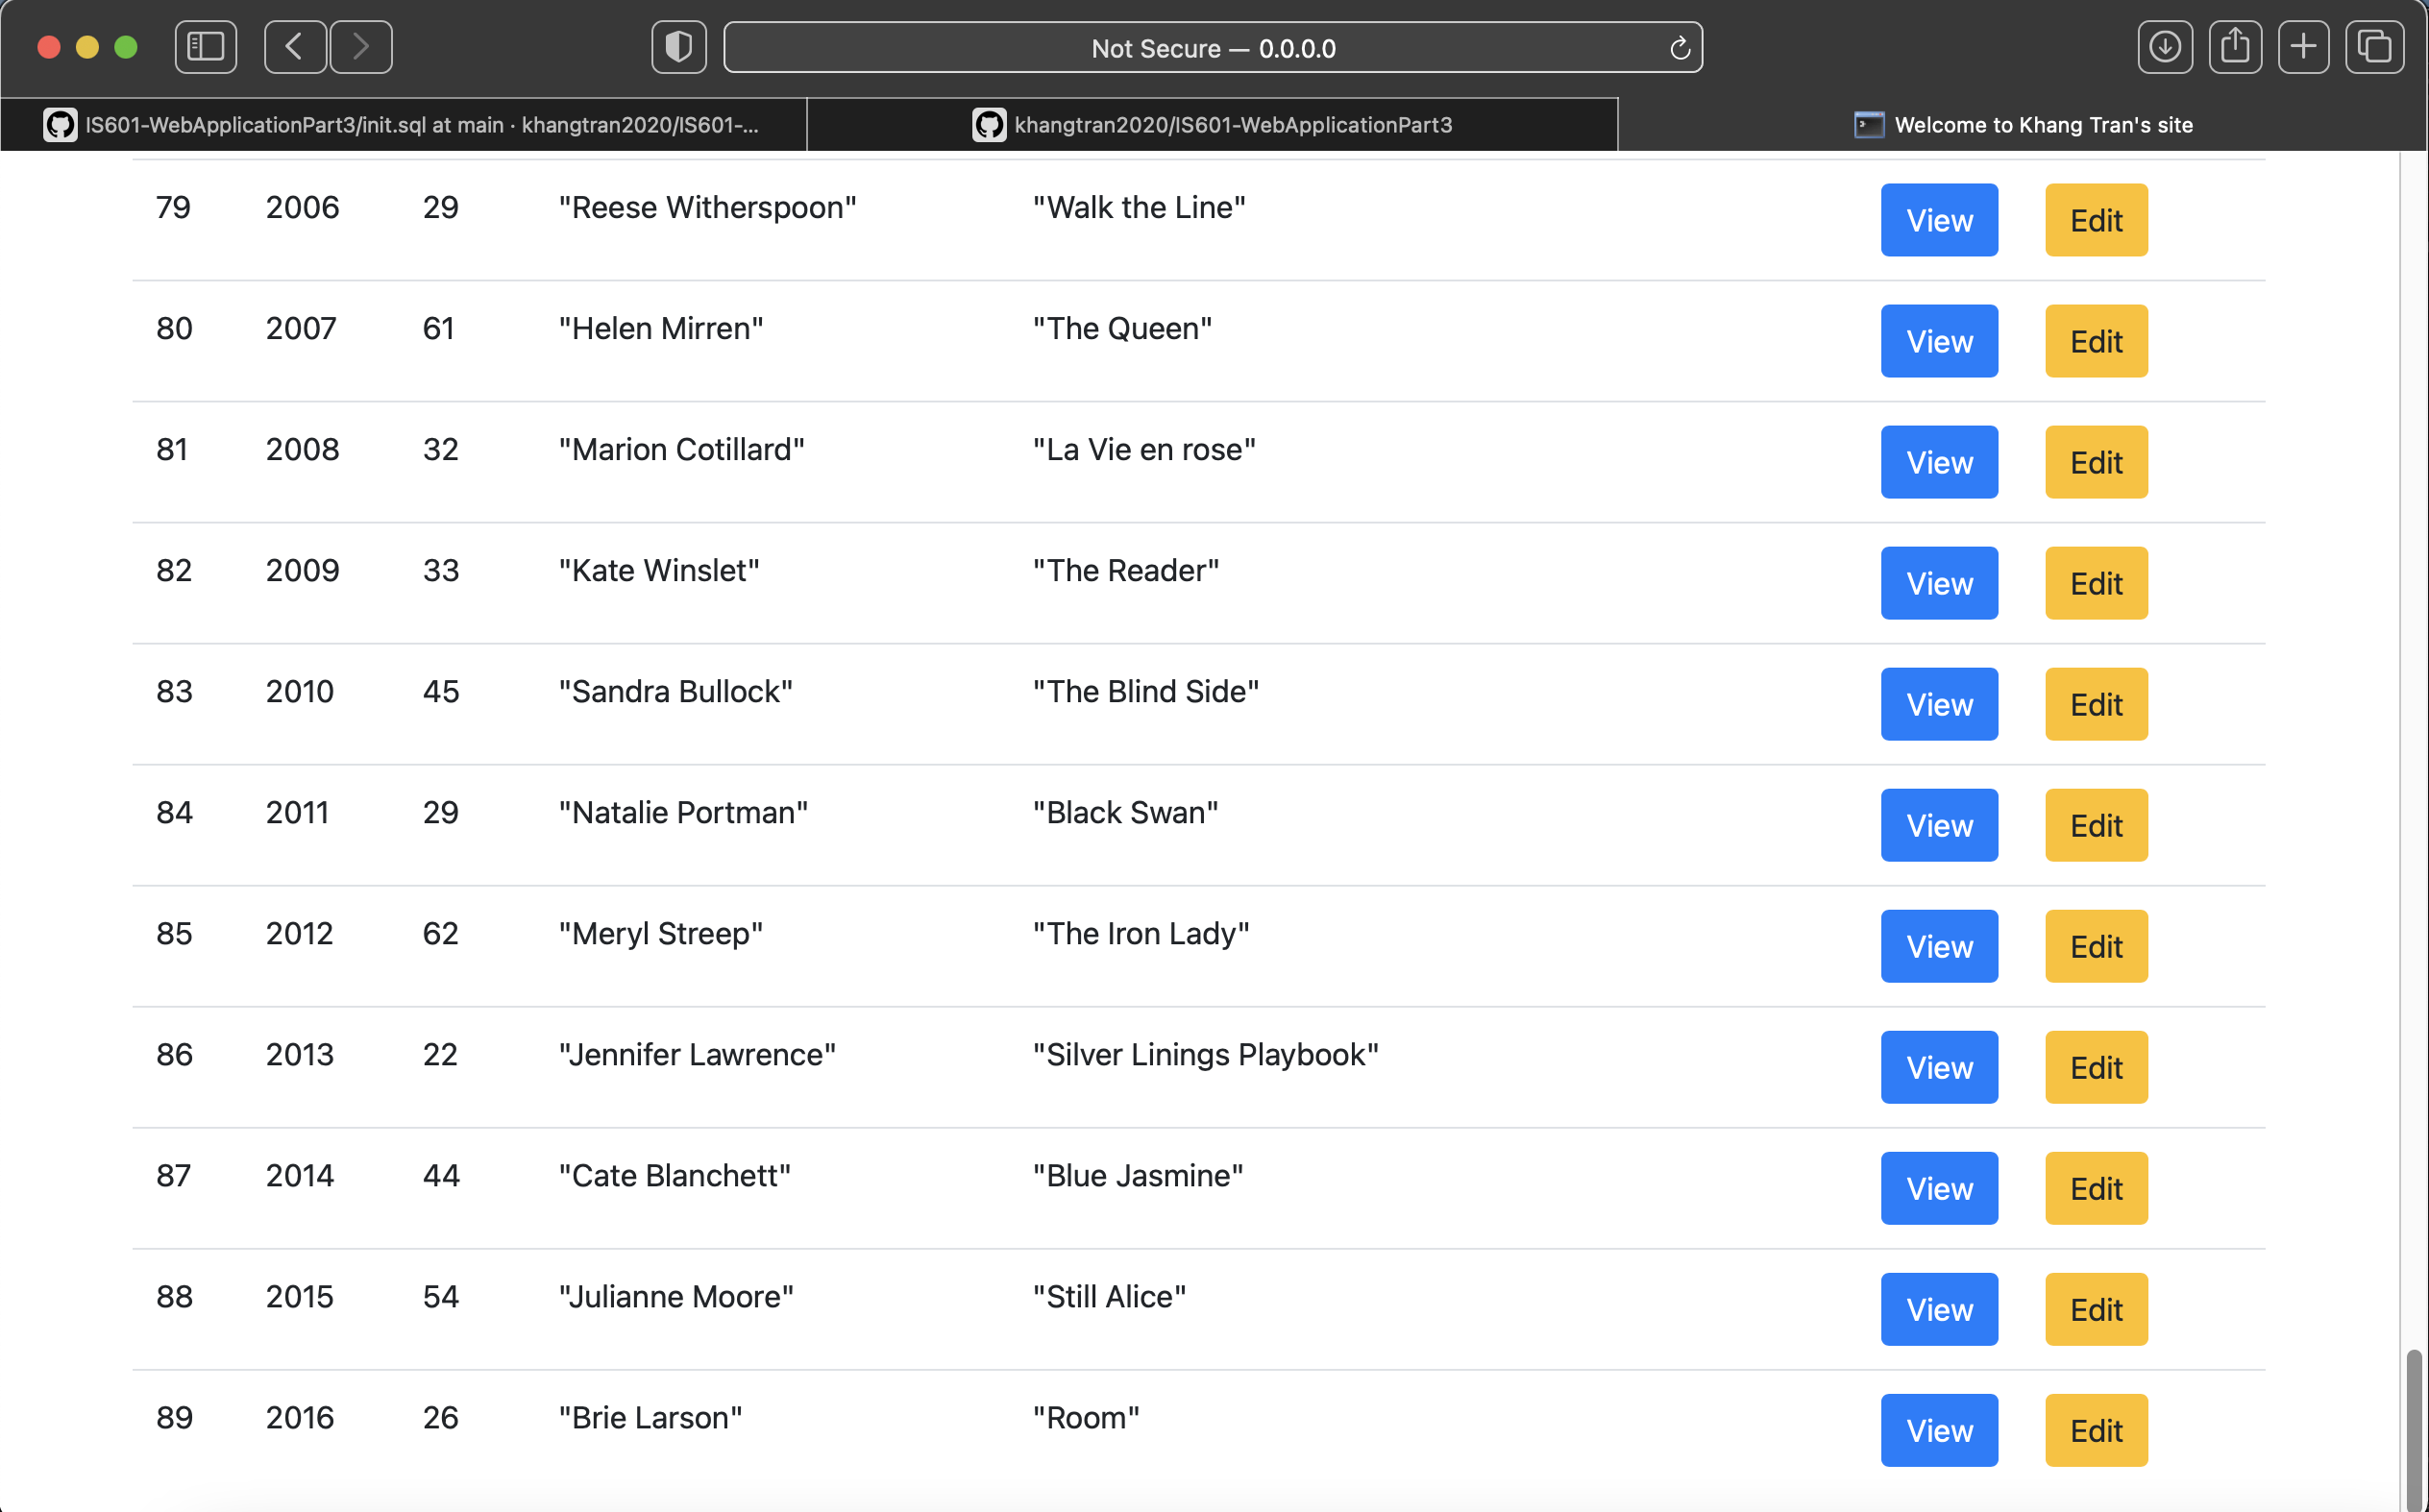 Not Secure — 0.0.0.0
IS601-WebApplicationPart3/init.sql at main · khangtran2020/IS601-...
khangtran2020/IS601-WebApplicationPart3
Welcome to Khang Tran's site
79 2006 29 "Reese Witherspoon" "Walk the Line" View Edit
80 2007 61 "Helen Mirren" "The Queen" View Edit
81 2008 32 "Marion Cotillard" "La Vie en rose" View Edit
82 2009 33 "Kate Winslet" "The Reader" View Edit
83 2010 45 "Sandra Bullock" "The Blind Side" View Edit
84 2011 29 "Natalie Portman" "Black Swan" View Edit
85 2012 62 "Meryl Streep" "The Iron Lady" View Edit
86 2013 22 "Jennifer Lawrence" "Silver Linings Playbook" View Edit
87 2014 44 "Cate Blanchett" "Blue Jasmine" View Edit
88 2015 54 "Julianne Moore" "Still Alice" View Edit
89 2016 26 "Brie Larson" "Room" View Edit